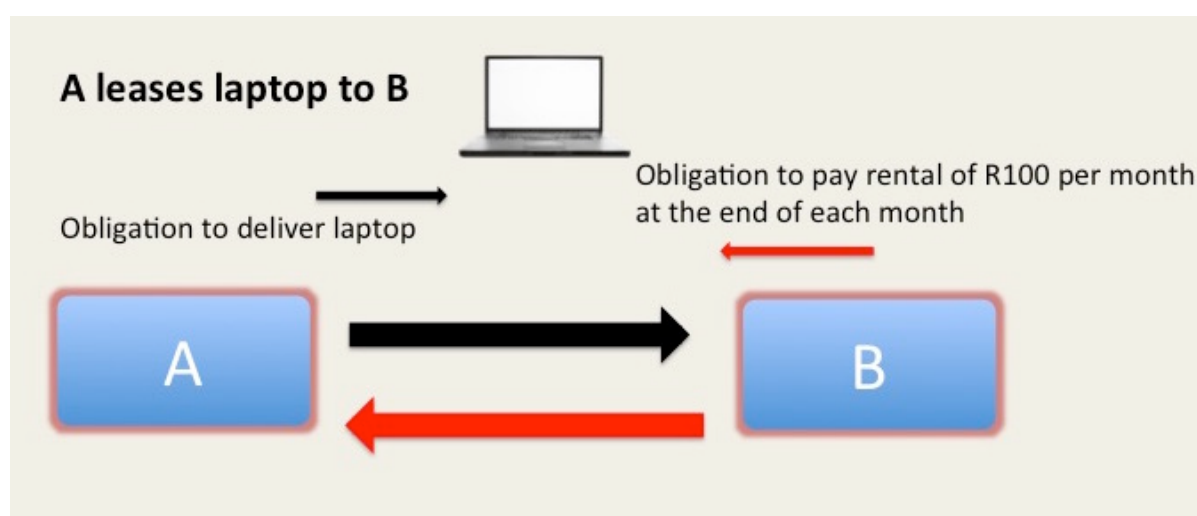 A leases laptop to B
Obligation to pay rental of R100 per month
at the end of each month
Obligation to deliver laptop
A
B